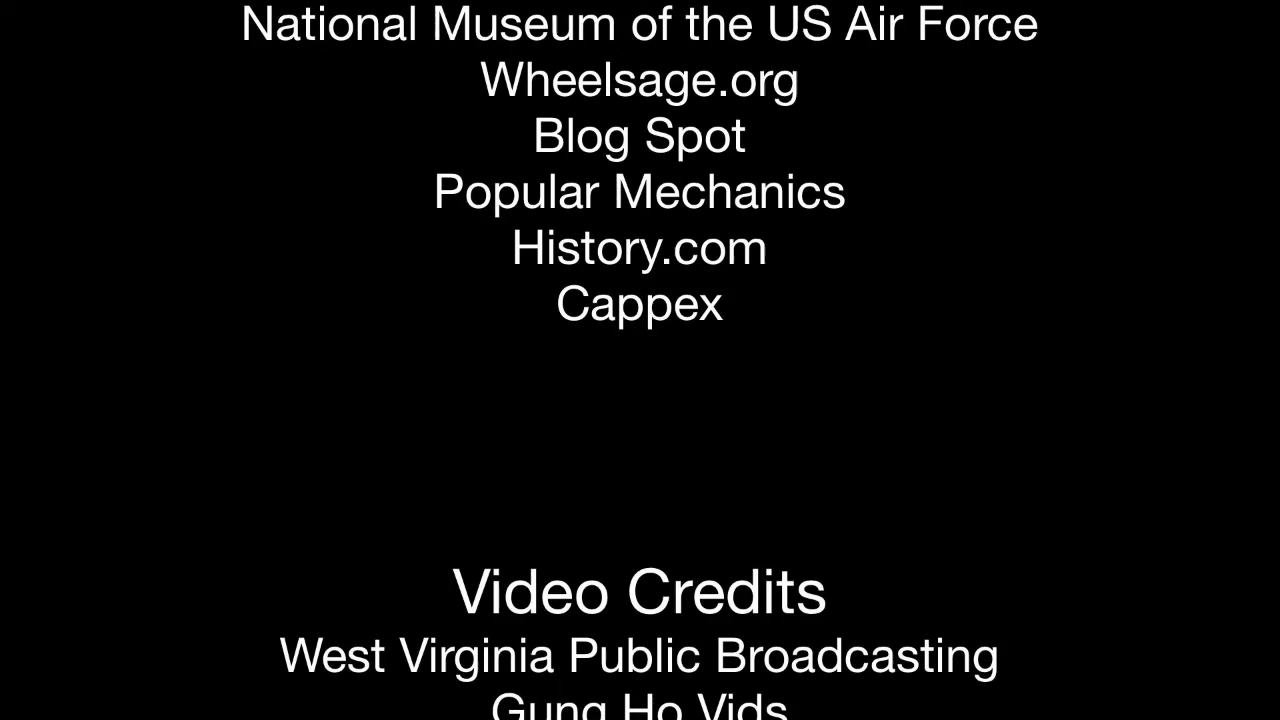 National Museum of the US Air Force
Wheelsage.org
Blog Spot
Popular Mechanics
History.com
Cappex
Video Credits
West Virginia Public Broadcasting
Gung Ho Vids